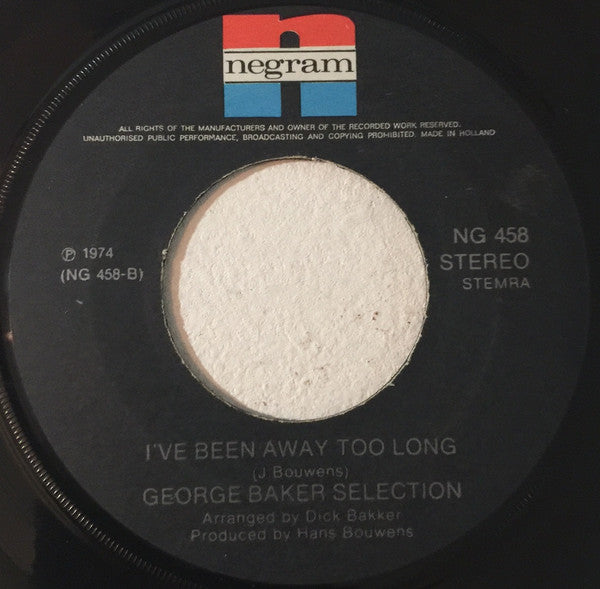 negram
ALL RIGHTS OF THE MANUFACTURERS AND OWNER OF THE RECORDED WORK RESERVED.
UNAUTHORISED PUBLIC PERFORMANCE, BROADCASTING AND COPYING PROHIBITED. MADE IN HOLLAND
℗ 1974
(NG 458-B)
NG 458
STEREO
STEMRA
I'VE BEEN AWAY TOO LONG
(J Bouwens)
GEORGE BAKER SELECTION
Arranged by Dick Bakker
Produced by Hans Bouwens